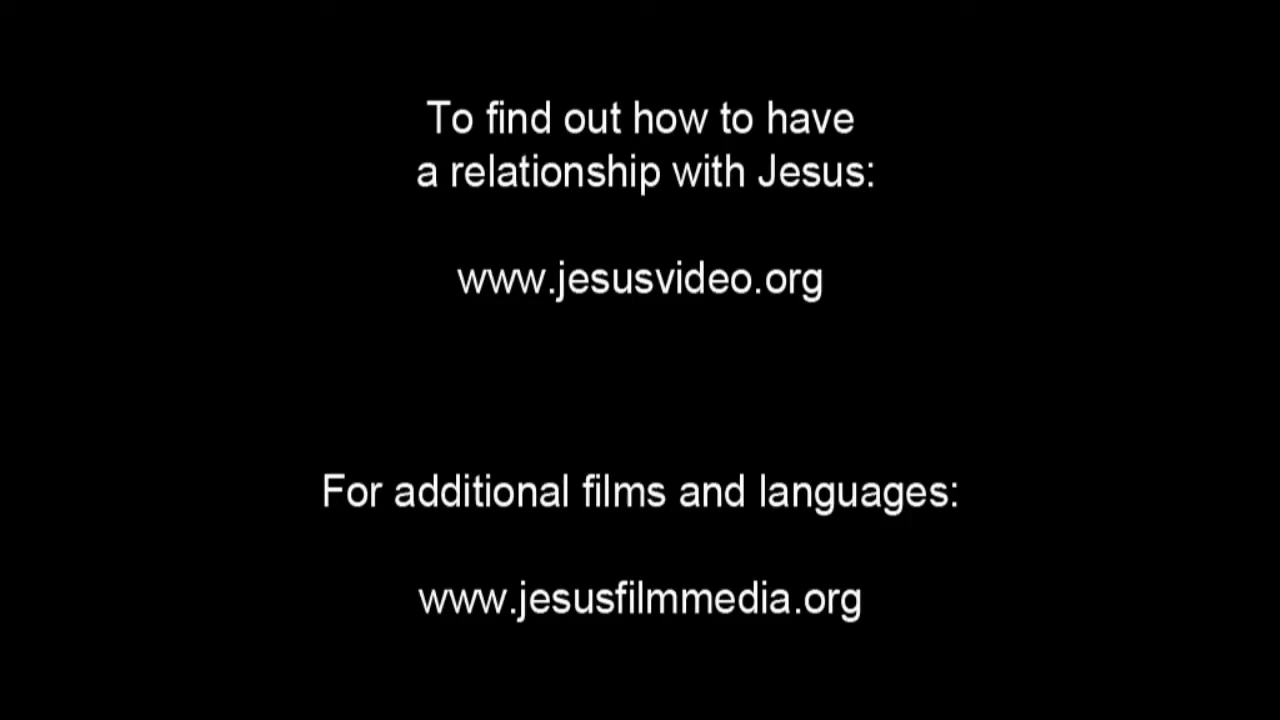 To find out how to have
a relationship with Jesus:
www.jesusvideo.org
For additional films and languages:
www.jesusfilmmedia.org